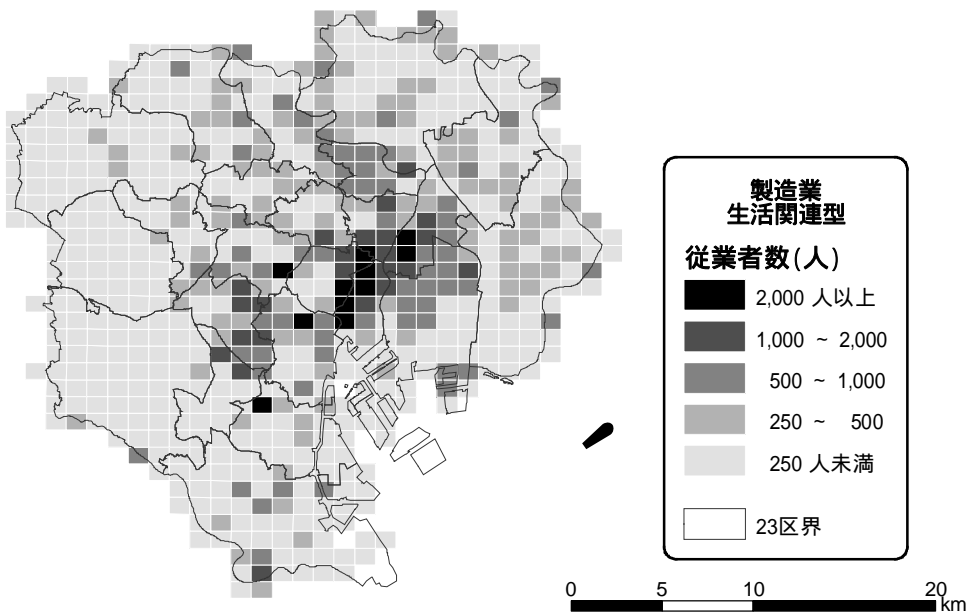 製造業
生活関連型
従業者数(人)
2,000 人以上
1,000 ~ 2,000
500 ~ 1,000
250 ~ 500
250 人未満
23区界
0 5 10 20
km